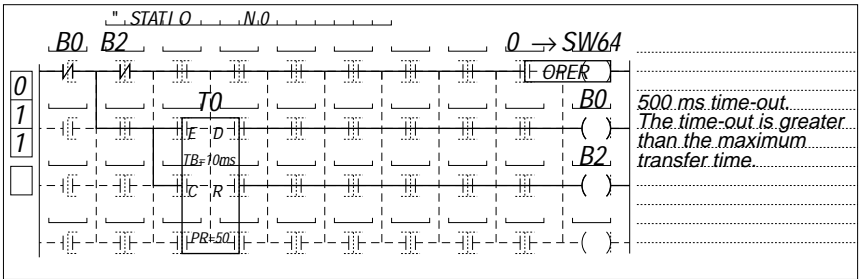 " STATI O N.0
B0 B2 0 → SW64
OPER
0
1
1
T0
B0
E D
TB=10ms
B2
C R
PR=50
500 ms time-out.
The time-out is greater
than the maximum
transfer time.